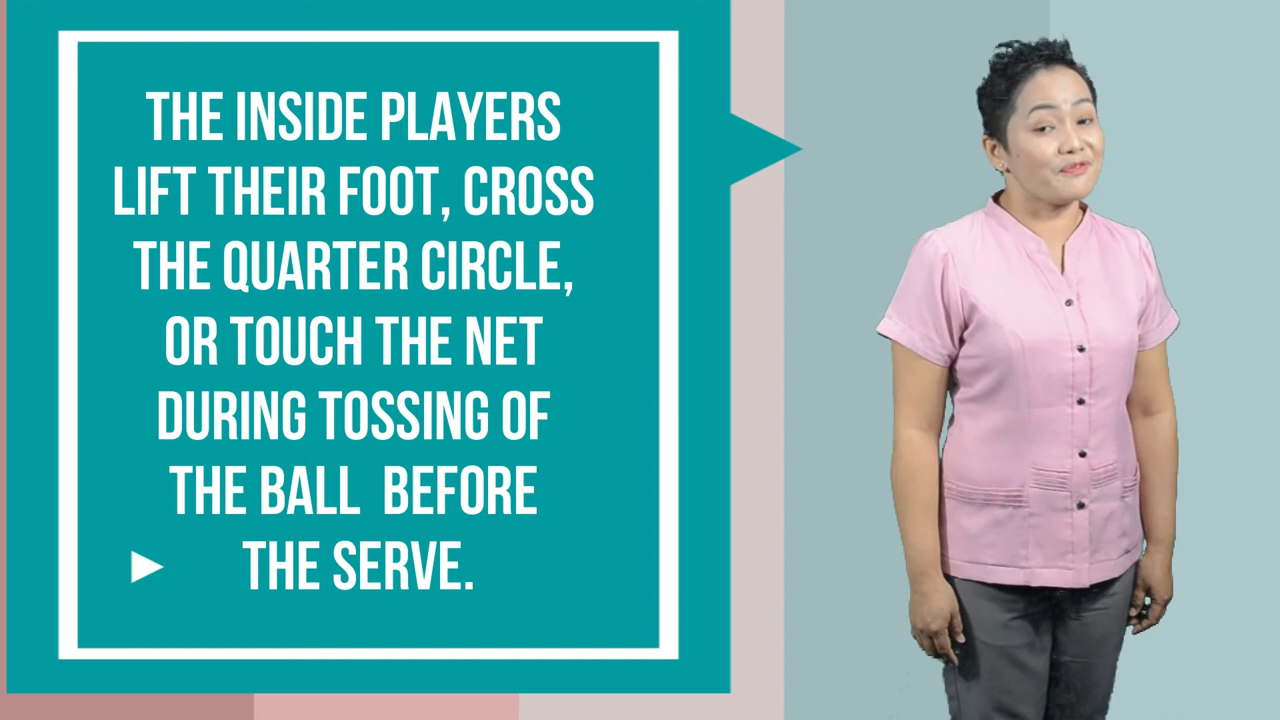 THE INSIDE PLAYERS
LIFT THEIR FOOT, CROSS
THE QUARTER CIRCLE,
OR TOUCH THE NET
DURING TOSSING OF
THE BALL BEFORE
THE SERVE.